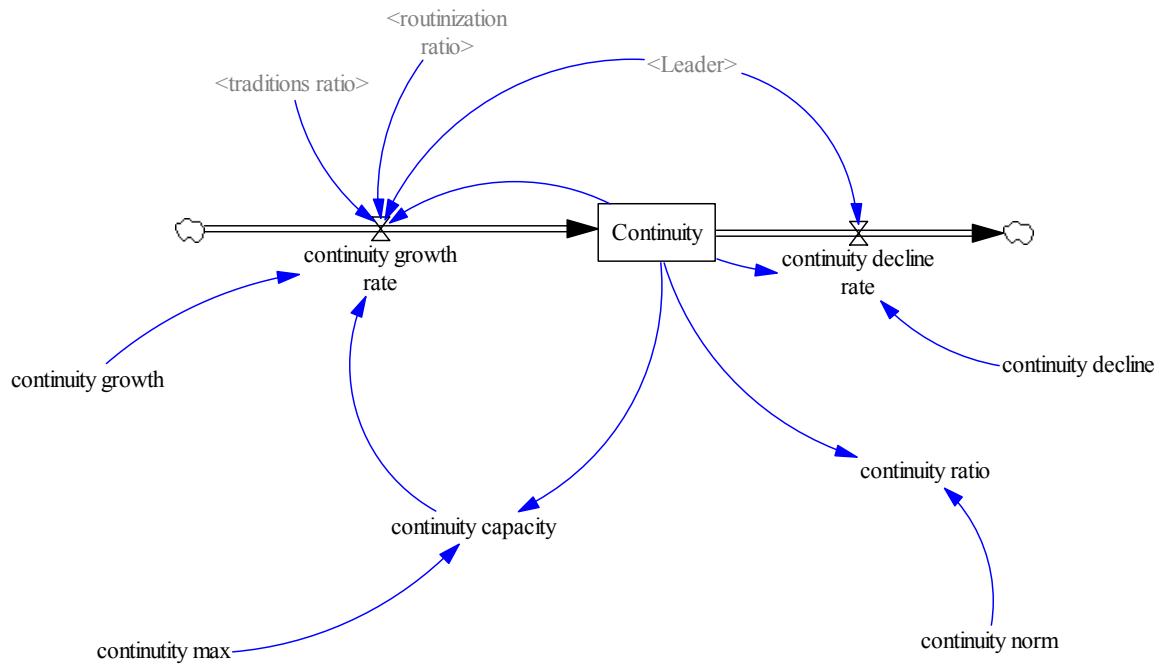 <routinization
ratio>
<Leader>
<traditions ratio>
Continuity
continuity growth
rate
continuity decline
rate
continuity growth
continuity decline
continuity ratio
continuity capacity
continutity max
continuity norm